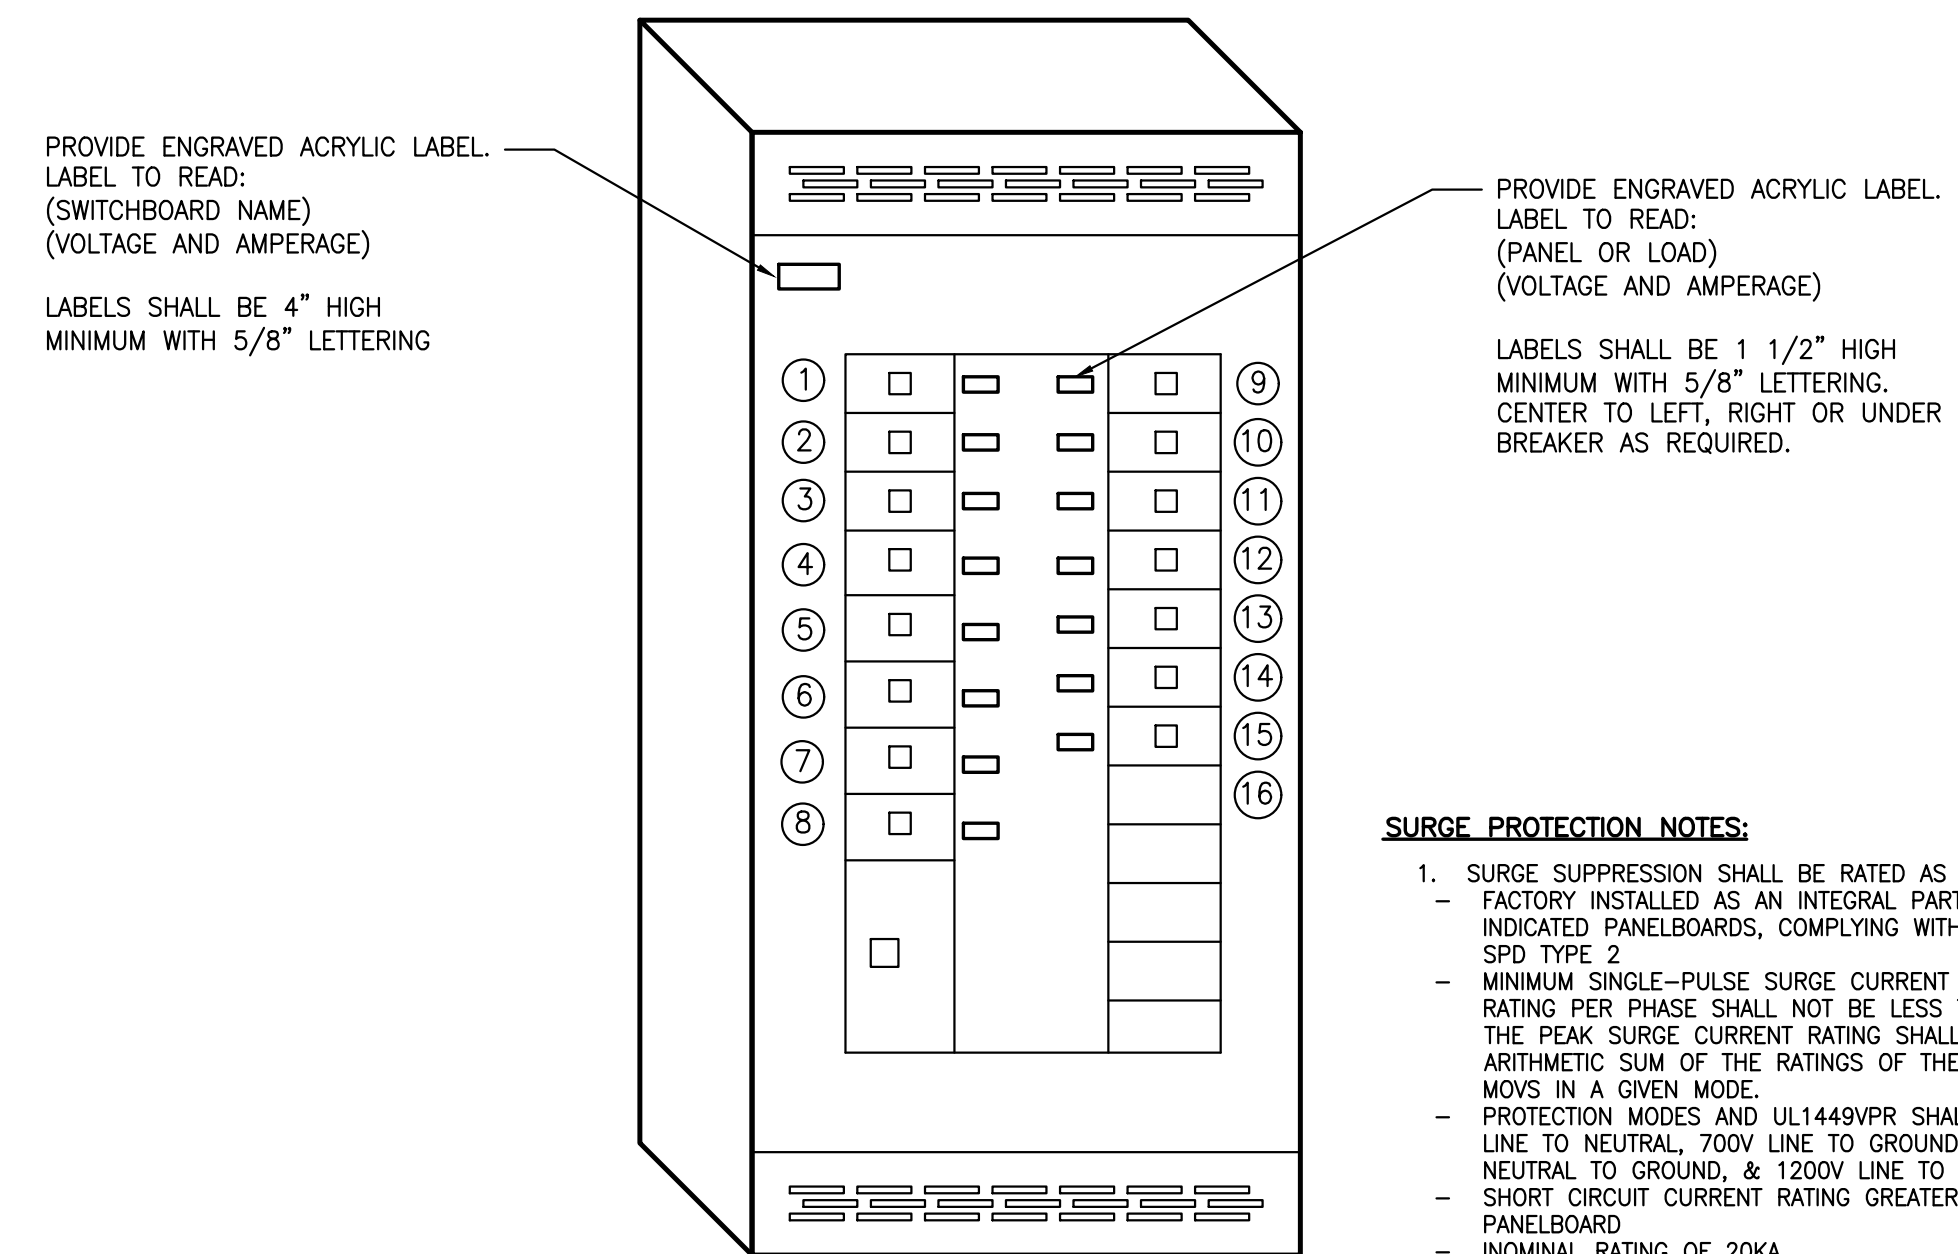 PROVIDE ENGRAVED ACRYLIC LABEL.
LABEL TO READ:
(SWITCHBOARD NAME)
(VOLTAGE AND AMPERAGE)
LABELS SHALL BE 4" HIGH
MINIMUM WITH 5/8" LETTERING
1
2
3
4
5
6
7
8
9
10
11
12
13
14
15
16
PROVIDE ENGRAVED ACRYLIC LABEL.
LABEL TO READ:
(PANEL OR LOAD)
(VOLTAGE AND AMPERAGE)
LABELS SHALL BE 1 1/2" HIGH
MINIMUM WITH 5/8" LETTERING.
CENTER TO LEFT, RIGHT OR UNDER
BREAKER AS REQUIRED.
SURGE PROTECTION NOTES:
1. SURGE SUPPRESSION SHALL BE RATED AS
– FACTORY INSTALLED AS AN INTEGRAL PART
INDICATED PANELBOARDS, COMPLYING WITH
SPD TYPE 2
– MINIMUM SINGLE–PULSE SURGE CURRENT
RATING PER PHASE SHALL NOT BE LESS
THE PEAK SURGE CURRENT RATING SHALL
ARITHMETIC SUM OF THE RATINGS OF THE
MOVS IN A GIVEN MODE.
– PROTECTION MODES AND UL1449VPR
LINE TO NEUTRAL, 700V LINE TO GROUND
NEUTRAL TO GROUND, & 1200V LINE TO
– SHORT CIRCUIT CURRENT RATING GREATER
PANELBOARD
– INOMINAL RATING OF 20KA